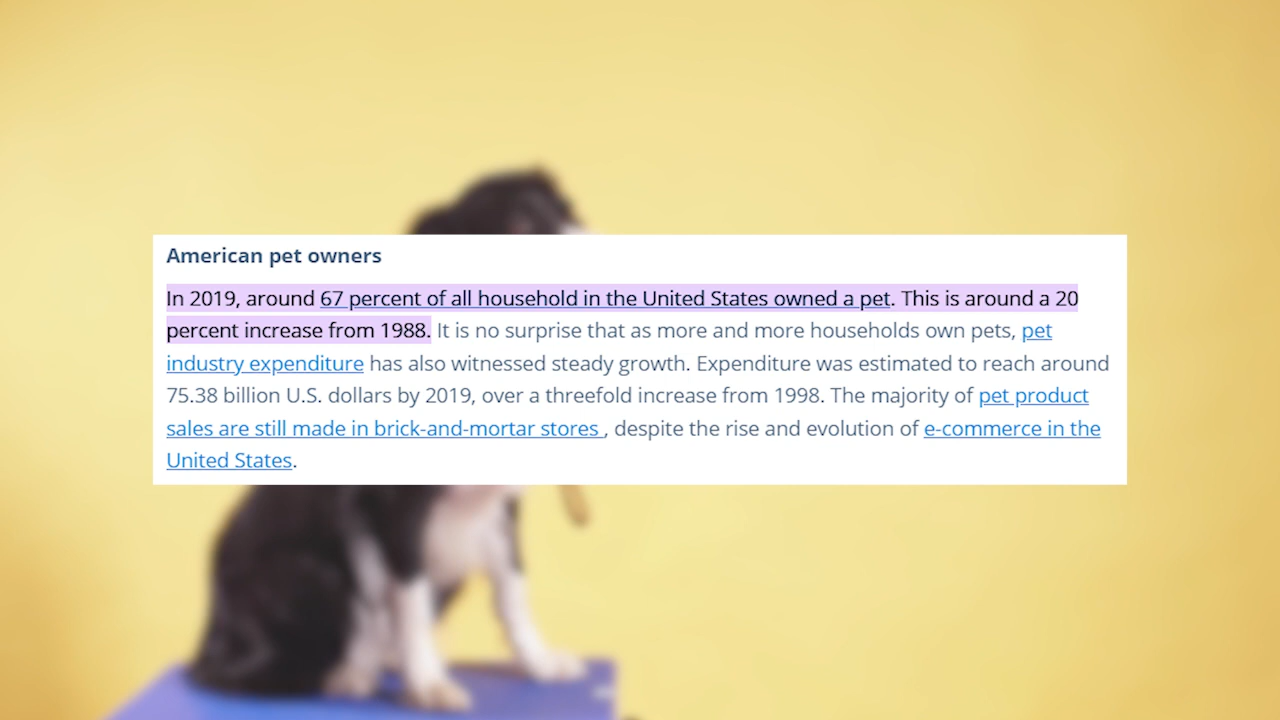 American pet owners
In 2019, around 67 percent of all household in the United States owned a pet. This is around a 20
percent increase from 1988. It is no surprise that as more and more households own pets, pet
industry expenditure has also witnessed steady growth. Expenditure was estimated to reach around
75.38 billion U.S. dollars by 2019, over a threefold increase from 1998. The majority of pet product
sales are still made in brick-and-mortar stores , despite the rise and evolution of e-commerce in the
United States.